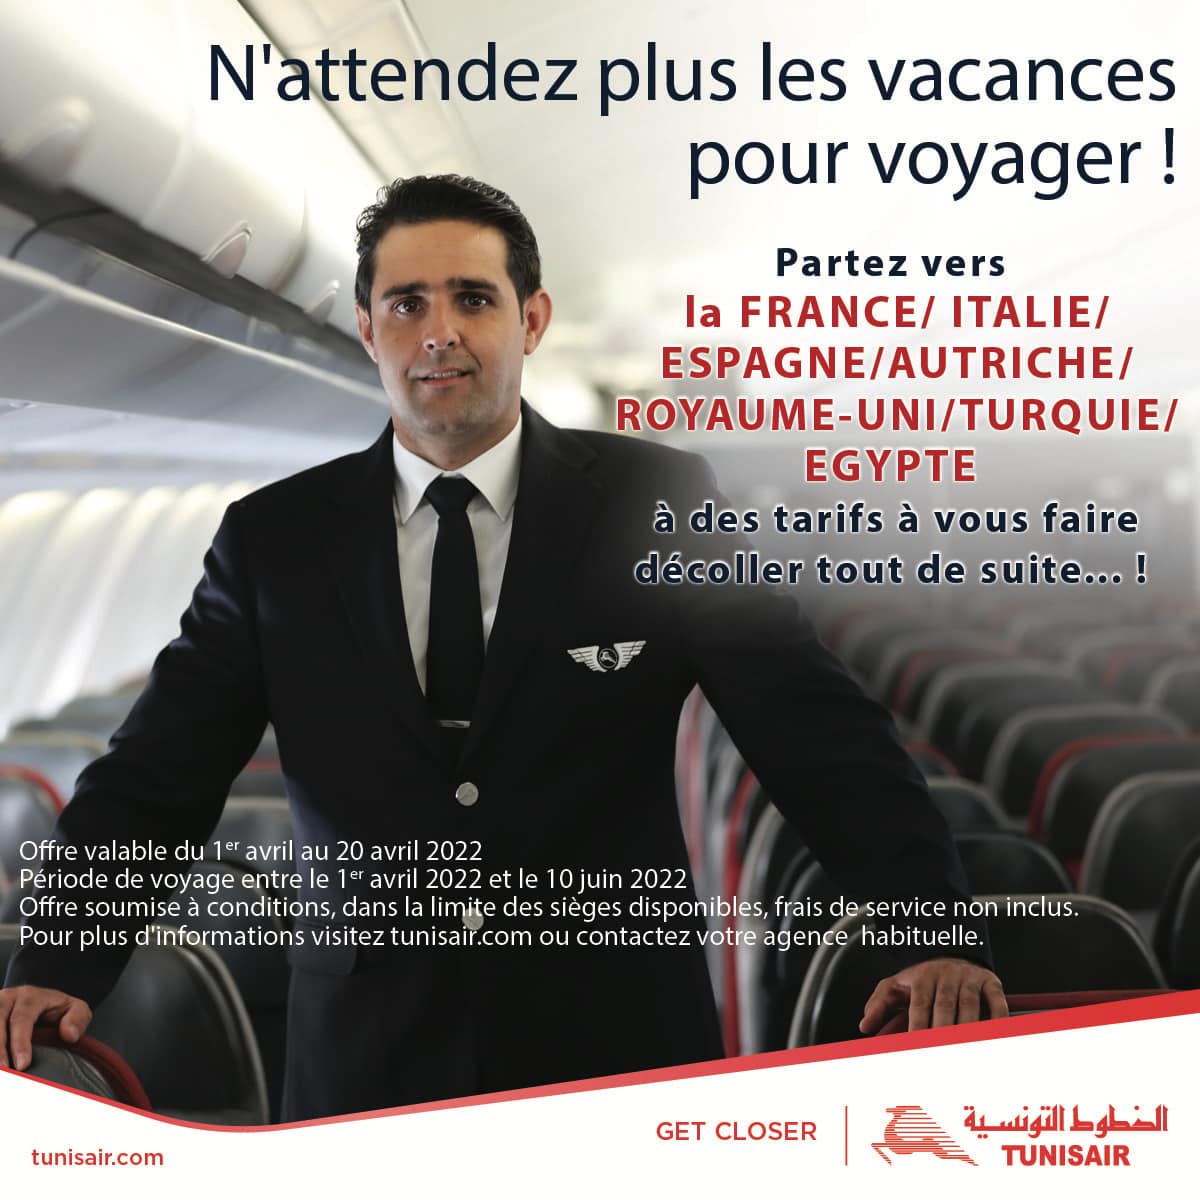 N'attendez plus les vacances
pour voyager !
Partez vers
la FRANCE/ ITALIE/
ESPAGNE/AUTRICHE/
ROYAUME-UNI/TURQUIE/
EGYPTE
à des tarifs à vous faire
décoller tout de suite... !
Offre valable du 1er avril au 20 avril 2022
Période de voyage entre le 1er avril 2022 et le 10 juin 2022
Offre soumise à conditions, dans la limite des sièges disponibles, frais de service non inclus.
Pour plus d'informations visitez tunisair.com ou contactez votre agence  habituelle.
GET CLOSER
الخطوط التونسية
TUNISAIR
tunisair.com